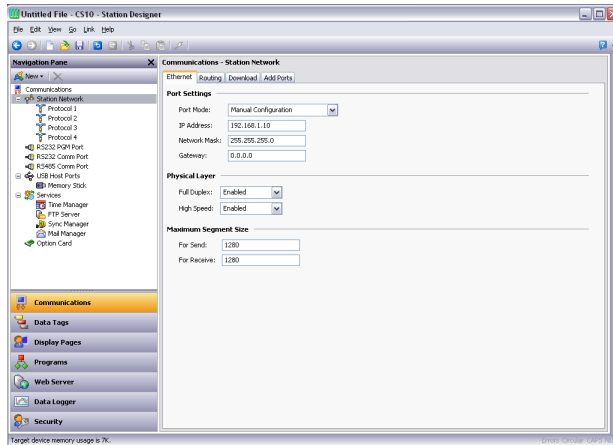 Untitled File - CS10 - Station Designer
File Edit View Go Link Help
Navigation Pane
New
Communications
Station Network
Protocol 1
Protocol 2
Protocol 3
Protocol 4
RS232 PGM Port
RS232 Comm Port
RS485 Comm Port
USB Host Ports
Memory Stick
Services
Time Manager
FTP Server
Sync Manager
Mail Manager
Option Card
Communications
Data Tags
Display Pages
Programs
Web Server
Data Logger
Security
Communications - Station Network
Ethernet Routing Download Add Ports
Port Settings
Port Mode: Manual Configuration
IP Address: 192.168.1.10
Network Mask: 255.255.255.0
Gateway: 0.0.0.0
Physical Layer
Full Duplex: Enabled
High Speed: Enabled
Maximum Segment Size
For Send: 1280
For Receive: 1280
Target device memory usage is 7K.
Errors Circular CAPS